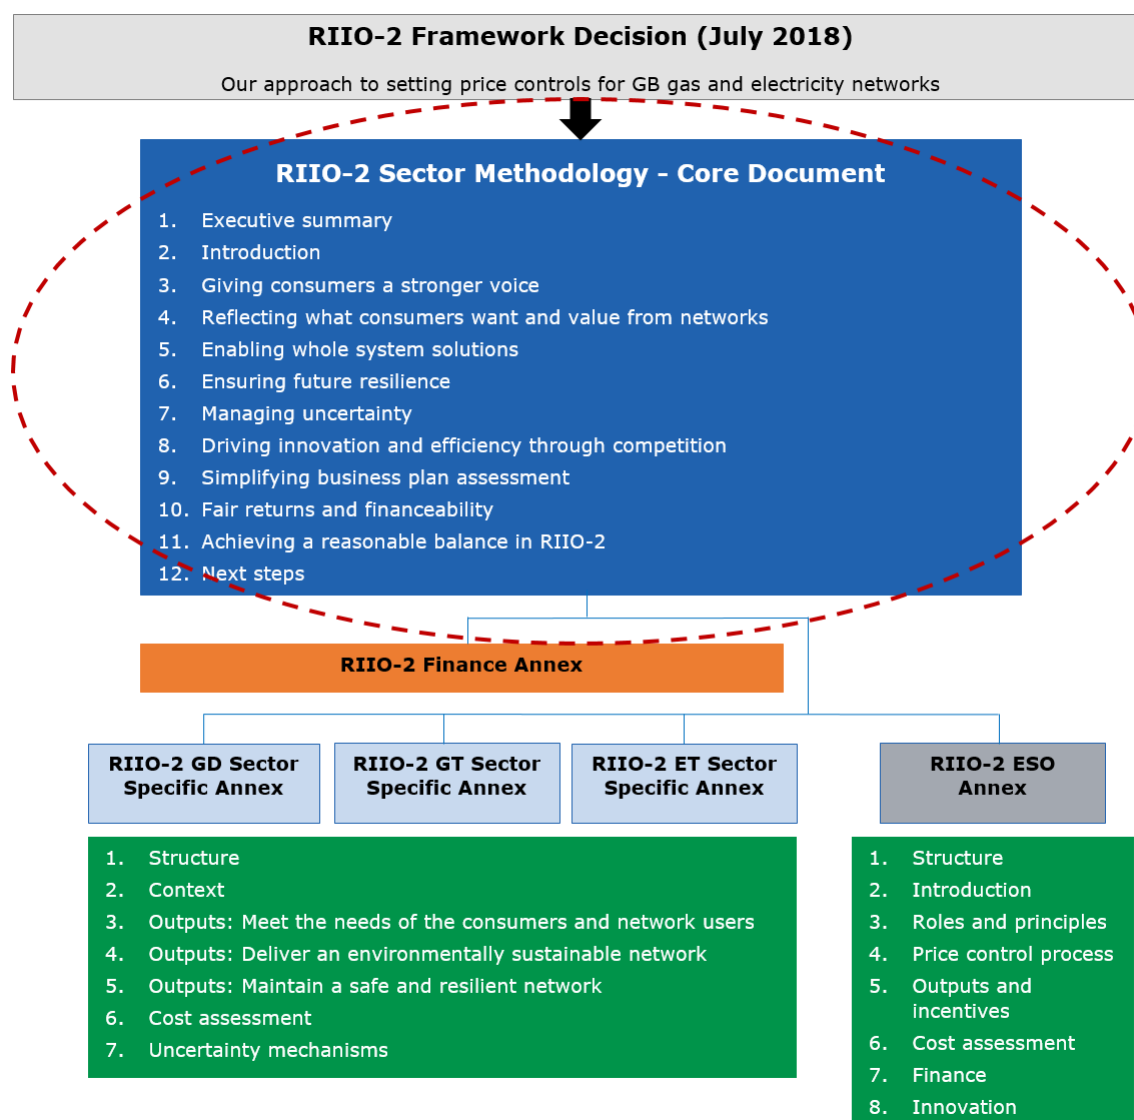 RIIO-2 Framework Decision (July 2018)
Our approach to setting price controls for GB gas and electricity networks
RIIO-2 Sector Methodology - Core Document
1. Executive summary
2. Introduction
3. Giving consumers a stronger voice
4. Reflecting what consumers want and value from networks
5. Enabling whole system solutions
6. Ensuring future resilience
7. Managing uncertainty
8. Driving innovation and efficiency through competition
9. Simplifying business plan assessment
10. Fair returns and financeability
11. Achieving a reasonable balance in RIIO-2
12. Next steps
RIIO-2 Finance Annex
RIIO-2 GD Sector
Specific Annex
RIIO-2 GT Sector
Specific Annex
RIIO-2 ET Sector
Specific Annex
RIIO-2 ESO
Annex
1. Structure
2. Context
3. Outputs: Meet the needs of the consumers and network users
4. Outputs: Deliver an environmentally sustainable network
5. Outputs: Maintain a safe and resilient network
6. Cost assessment
7. Uncertainty mechanisms
1. Structure
2. Introduction
3. Roles and principles
4. Price control process
5. Outputs and
incentives
6. Cost assessment
7. Finance
8. Innovation